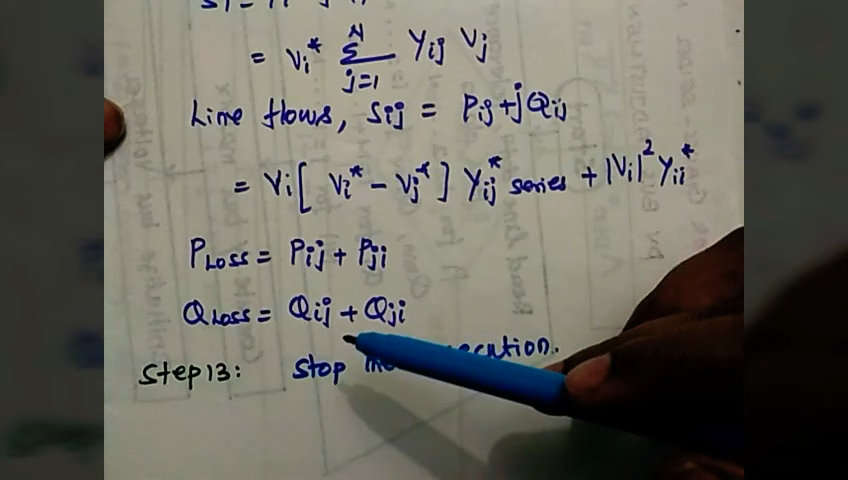 = Vi* Σ Yij Vj
N
j=1
Line flows, Sij = Pij + jQij
= Vi [ Vi* - Vj* ] Yij* series + |Vi|² Yii*
PLoss = Pij + Pji
QLoss = Qij + Qji
Step 13: Stop